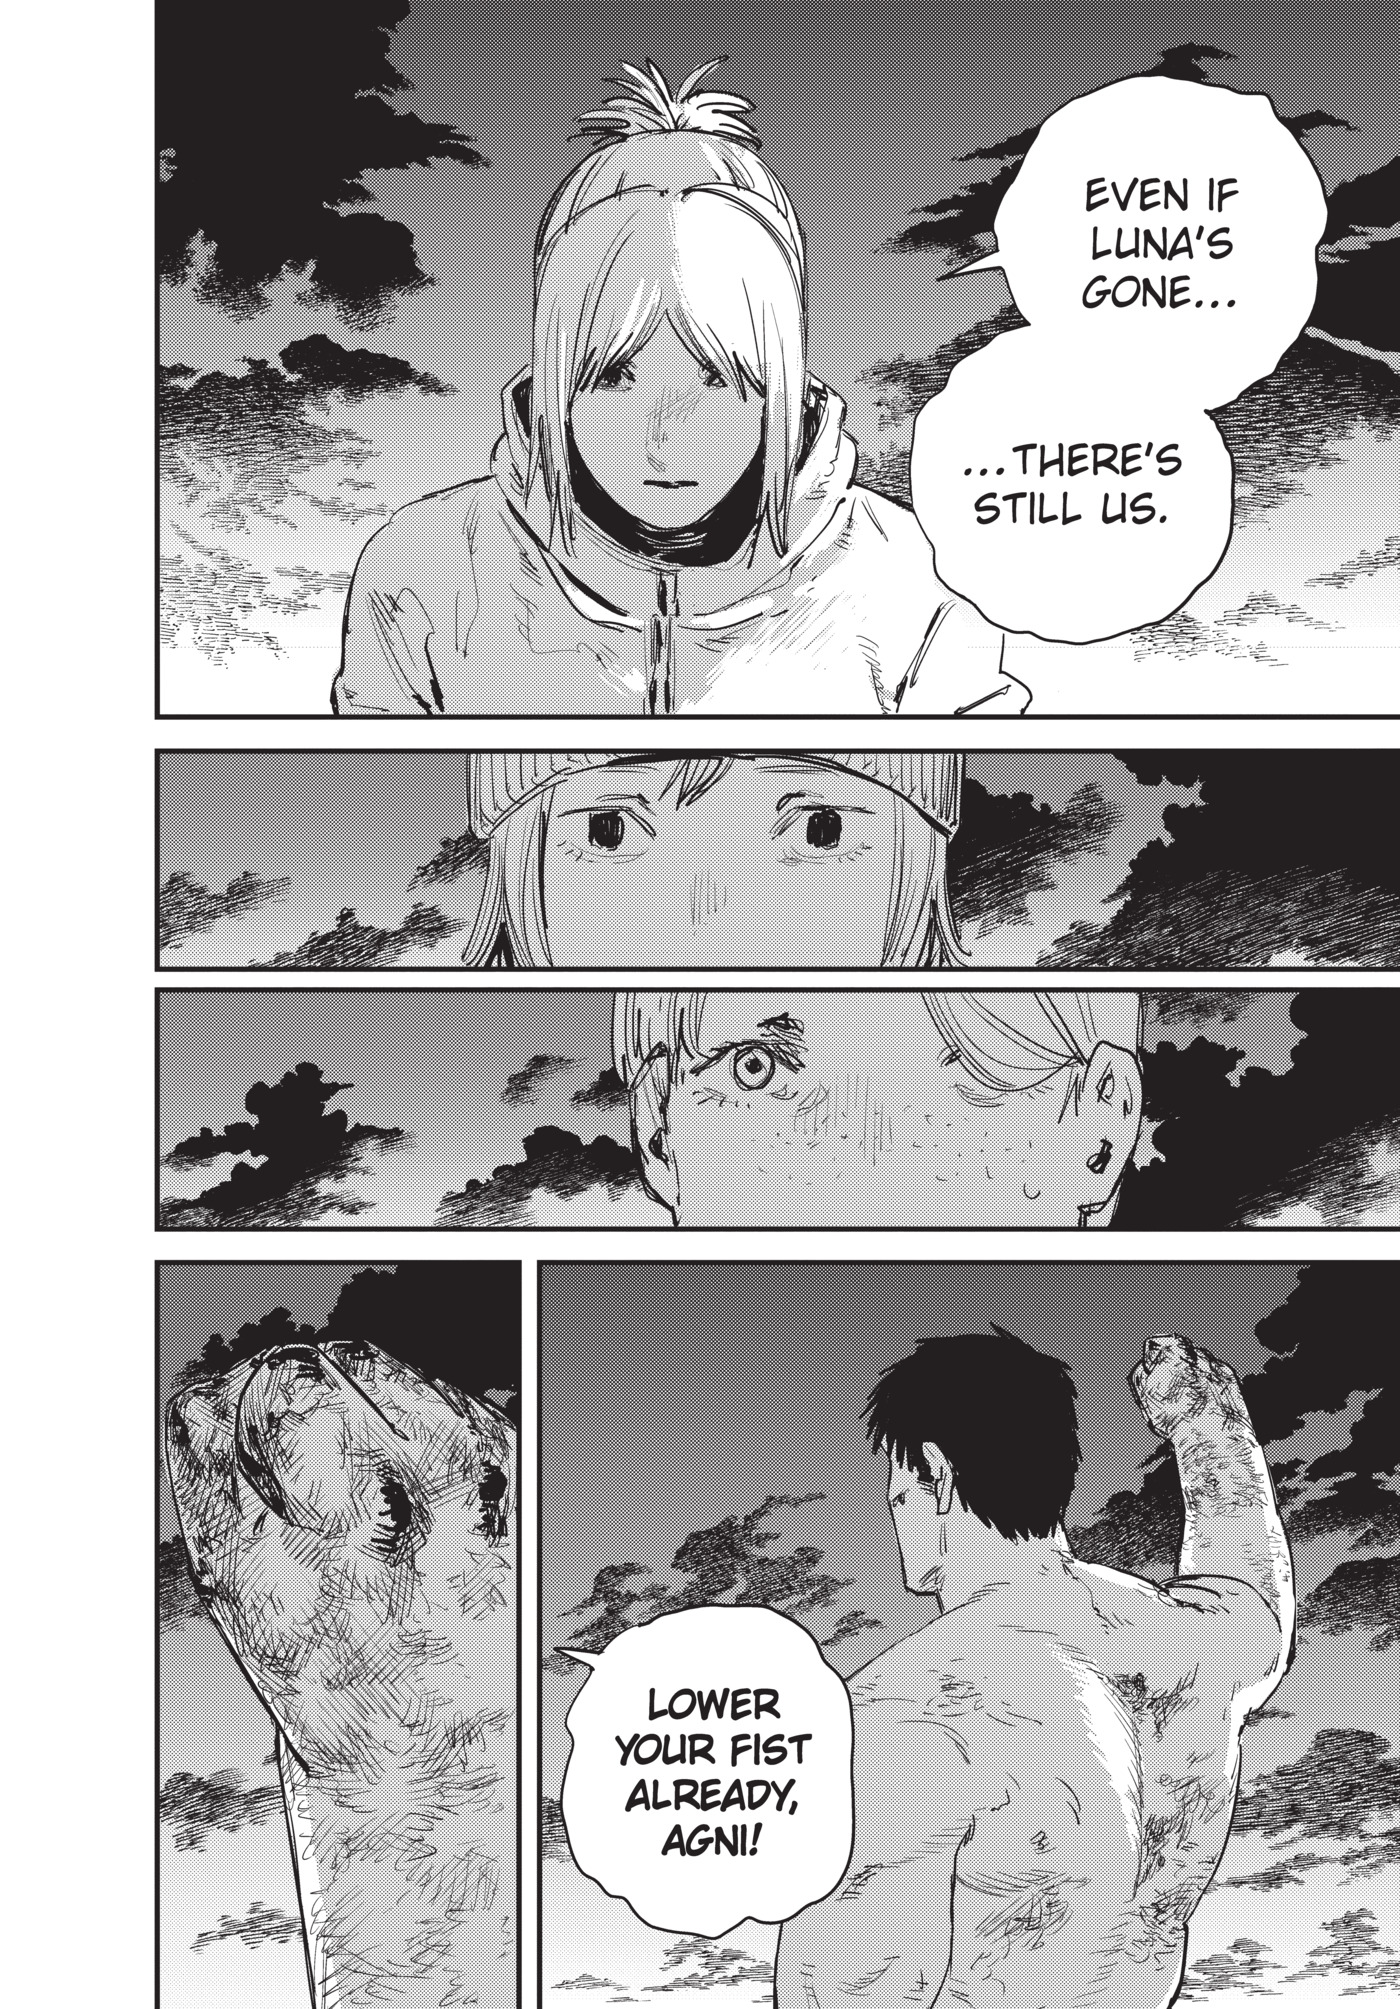 EVEN IF
LUNA'S
GONE...
...THERE'S
STILL US.
LOWER
YOUR FIST
ALREADY,
AGNI!